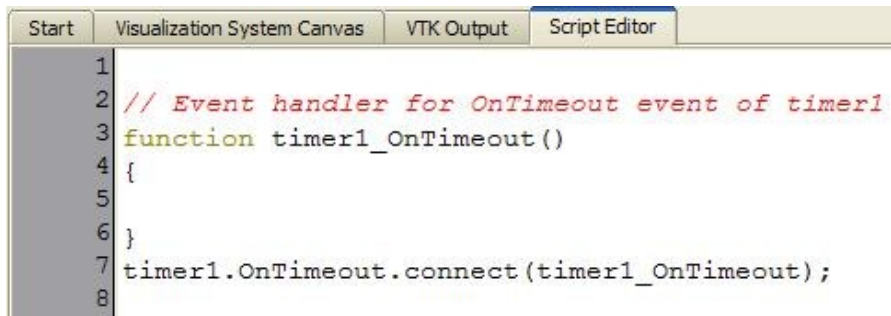 Start Visualization System Canvas VTK Output Script Editor
1
2 // Event handler for OnTimeout event of timer1
3 function timer1_OnTimeout()
4 {
5
6 }
7 timer1.OnTimeout.connect(timer1_OnTimeout);
8